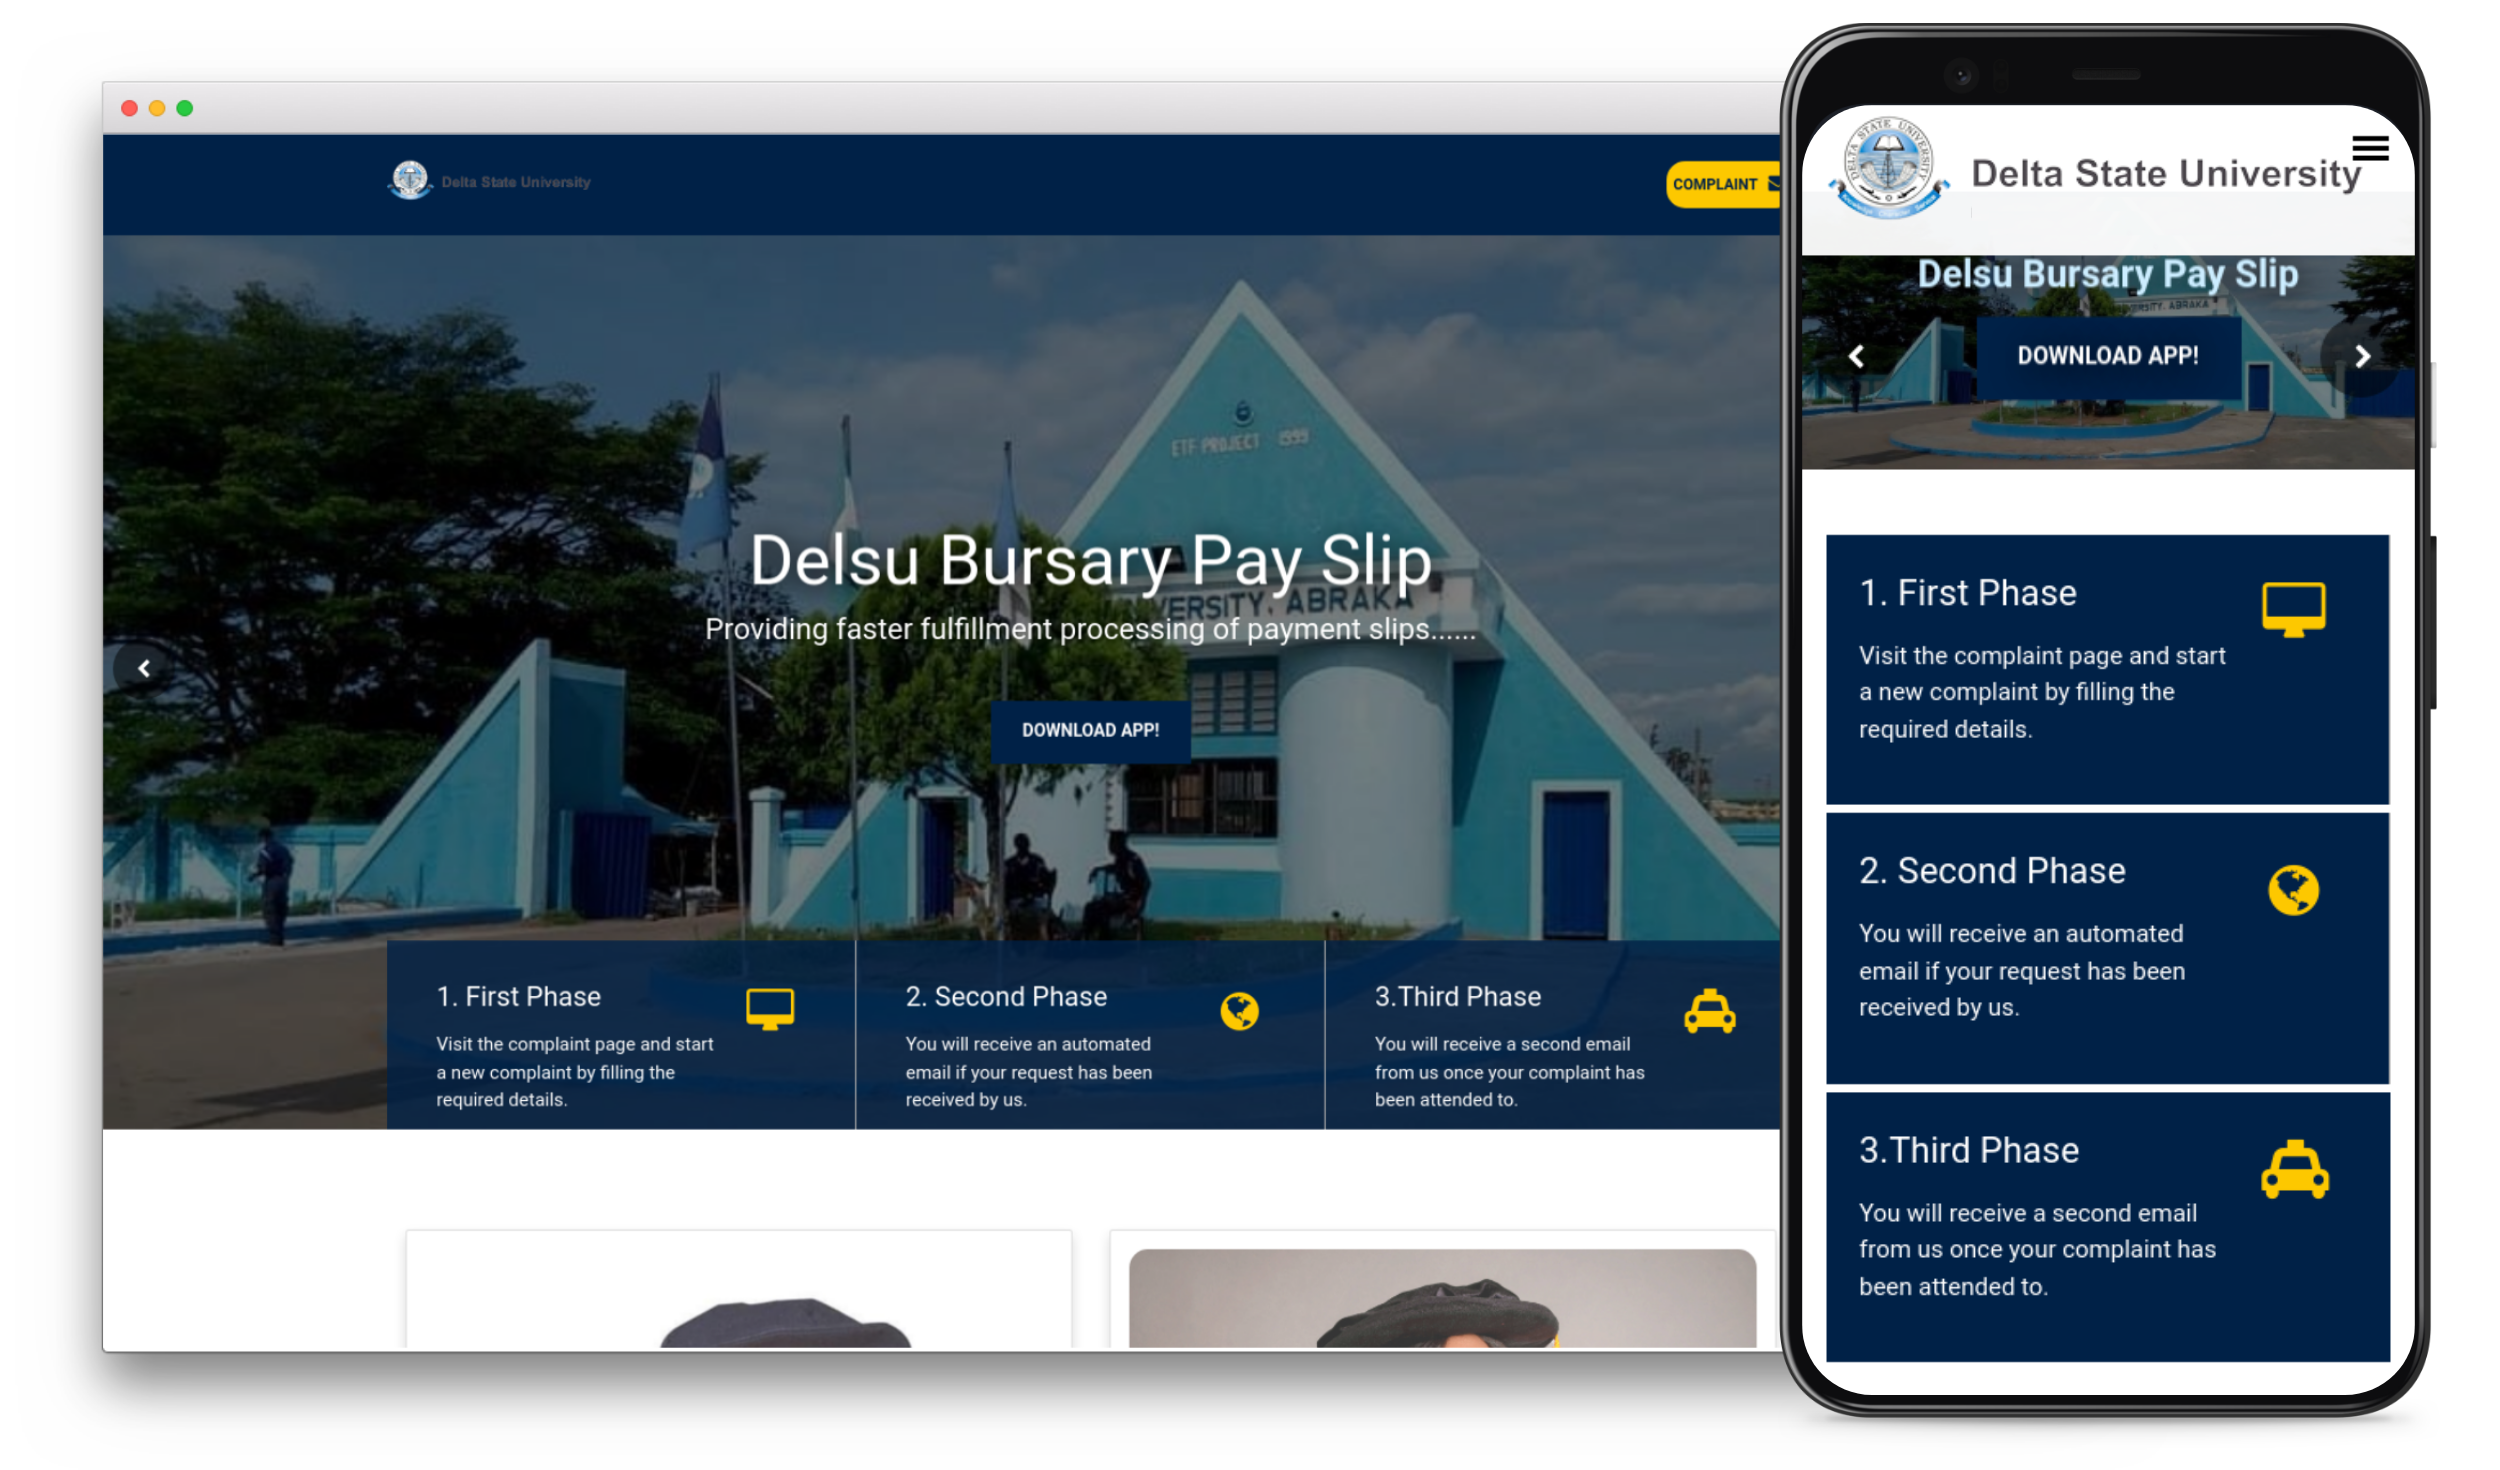 Delta State University
COMPLAINT
ETF PROJECT 1999
Delsu Bursary Pay Slip
VERSITY, ABRAKA
Providing faster fulfillment processing of payment slips......
DOWNLOAD APP!
1. First Phase
Visit the complaint page and start
a new complaint by filling the
required details.
2. Second Phase
You will receive an automated
email if your request has been
received by us.
3.Third Phase
You will receive a second email
from us once your complaint has
been attended to.
DELTA STATE UNIVERSITY
Delta State University
Delsu Bursary Pay Slip
ABRAKA
DOWNLOAD APP!
1. First Phase
Visit the complaint page and start
a new complaint by filling the
required details.
2. Second Phase
You will receive an automated
email if your request has been
received by us.
3.Third Phase
You will receive a second email
from us once your complaint has
been attended to.